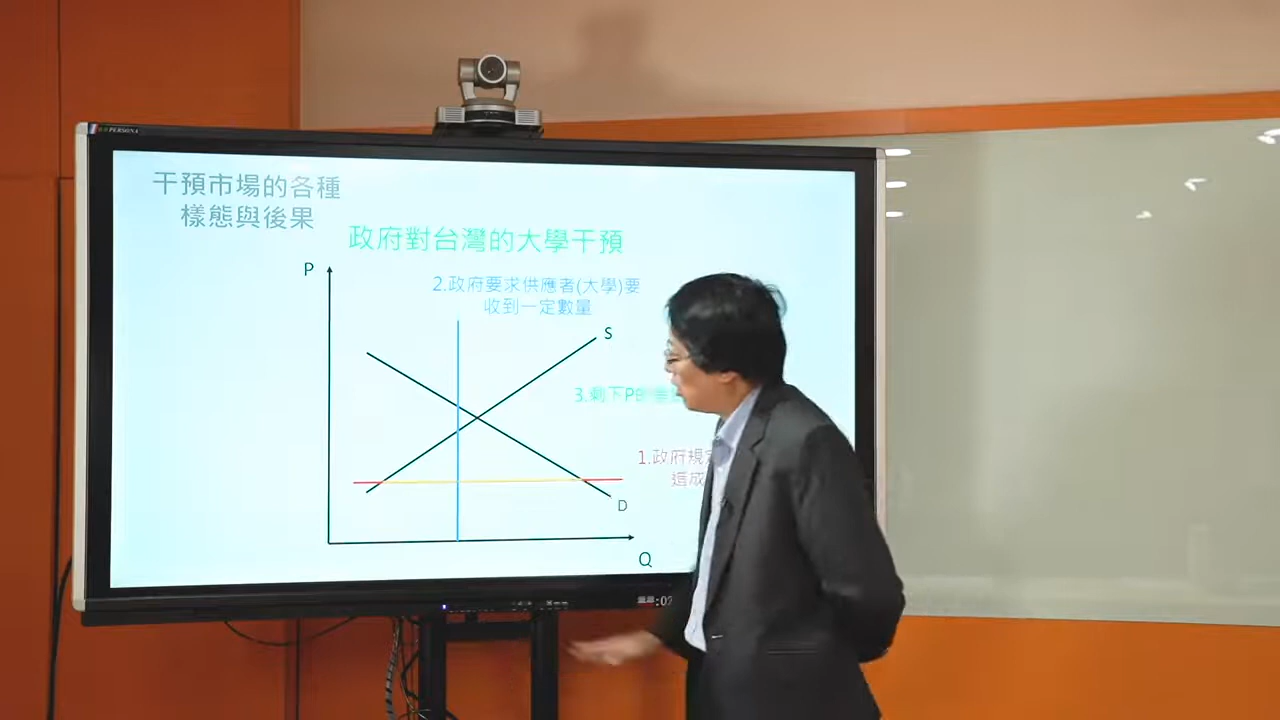 PERSONA
干預市場的各種
樣態與後果
政府對台灣的大學干預
P
2.政府要求供應者(大學)要
收到一定數量
S
3.剩下P
1.政府規
這成
D
Q